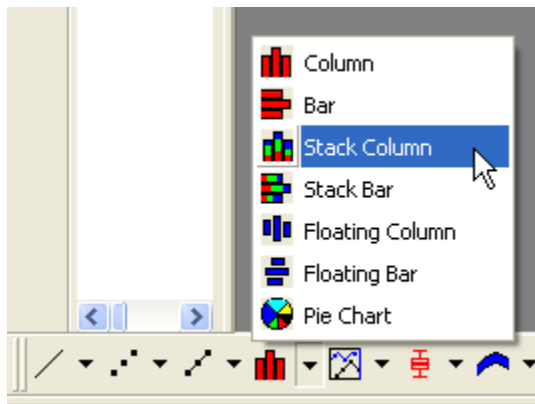 Column
Bar
Stack Column
Stack Bar
Floating Column
Floating Bar
Pie Chart